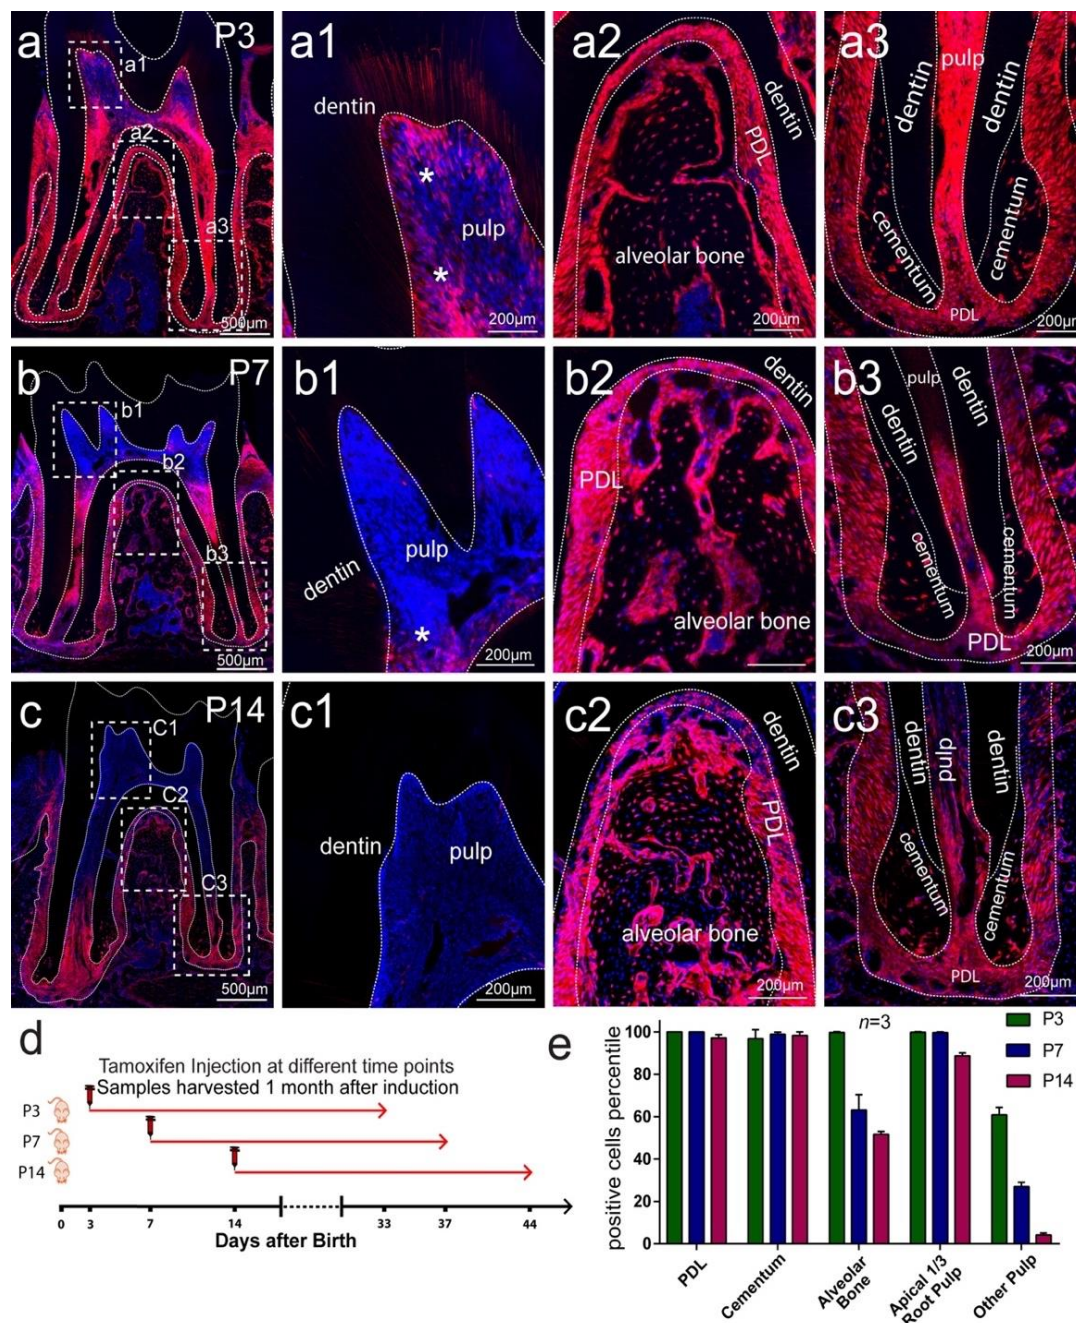 a
P3
a1
a2
a3
500μm
a1
dentin
*
pulp
*
200μm
a2
dentin
PDL
alveolar bone
200μm
a3
pulp
dentin
dentin
cementum
cementum
PDL
200μm
b
P7
b1
b2
b3
500μm
b1
pulp
dentin
*
200μm
b2
dentin
PDL
alveolar bone
b3
pulp
dentin
dentin
cementum
cementum
PDL
200μm
c
P14
C1
C2
C3
500μm
c1
dentin
pulp
200μm
c2
dentin
PDL
alveolar bone
200μm
c3
dentin
pulp
dentin
cementum
cementum
PDL
200μm
d
Tamoxifen Injection at different time points
Samples harvested 1 month after induction
P3
P7
P14
0 3 7 14 33 37 44
Days after Birth
e
n=3
P3
P7
P14
positive cells percentile
100
80
60
40
20
0
PDL
Cementum
Alveolar
Bone
Apical 1/3
Root Pulp
Other Pulp